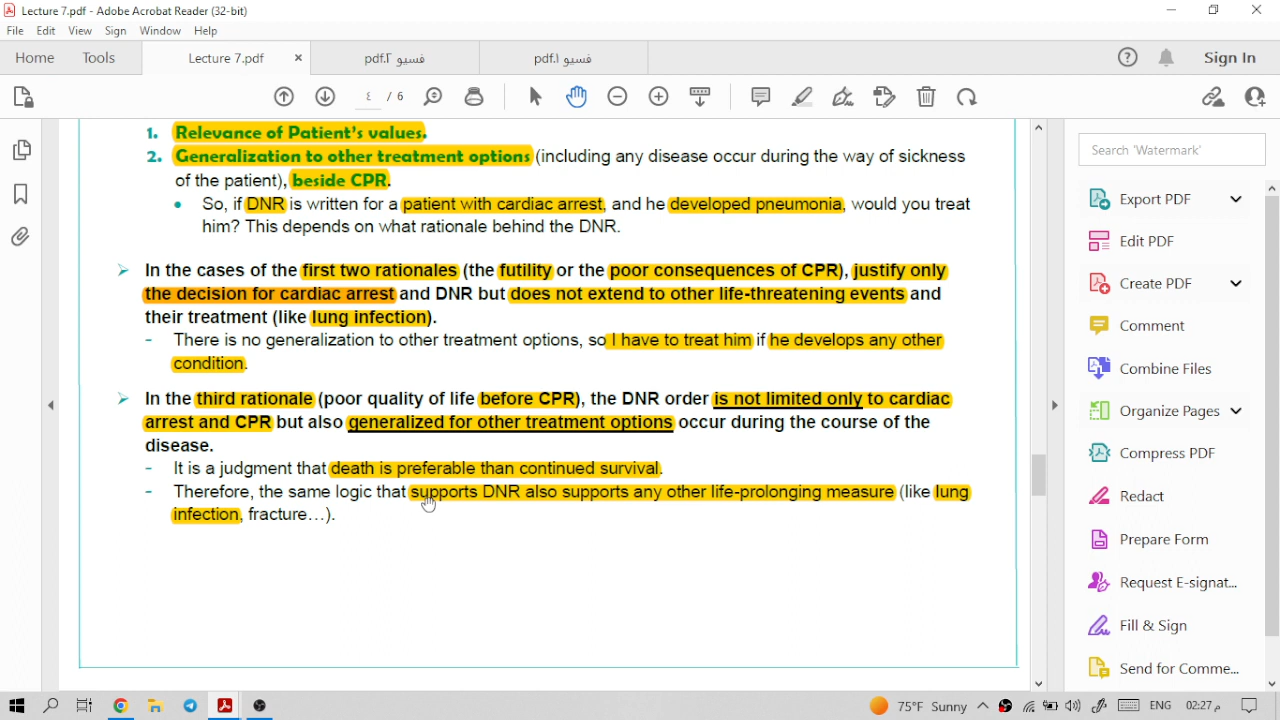 Lecture 7.pdf - Adobe Acrobat Reader (32-bit)
File Edit View Sign Window Help
Home Tools Lecture 7.pdf × فسيو ٢.pdf فسيو ١.pdf Sign In
٤ / 6
1. Relevance of Patient's values.
2. Generalization to other treatment options (including any disease occur during the way of sickness
of the patient), beside CPR.
• So, if DNR is written for a patient with cardiac arrest, and he developed pneumonia, would you treat
him? This depends on what rationale behind the DNR.
➢ In the cases of the first two rationales (the futility or the poor consequences of CPR), justify only
the decision for cardiac arrest and DNR but does not extend to other life-threatening events and
their treatment (like lung infection).
- There is no generalization to other treatment options, so I have to treat him if he develops any other
condition.
➢ In the third rationale (poor quality of life before CPR), the DNR order is not limited only to cardiac
arrest and CPR but also generalized for other treatment options occur during the course of the
disease.
- It is a judgment that death is preferable than continued survival.
- Therefore, the same logic that supports DNR also supports any other life-prolonging measure (like lung
infection, fracture…).
Search 'Watermark'
Export PDF
Edit PDF
Create PDF
Comment
Combine Files
Organize Pages
Compress PDF
Redact
Prepare Form
Request E-signat...
Fill & Sign
Send for Comme...
75°F Sunny ENG 02:27 م